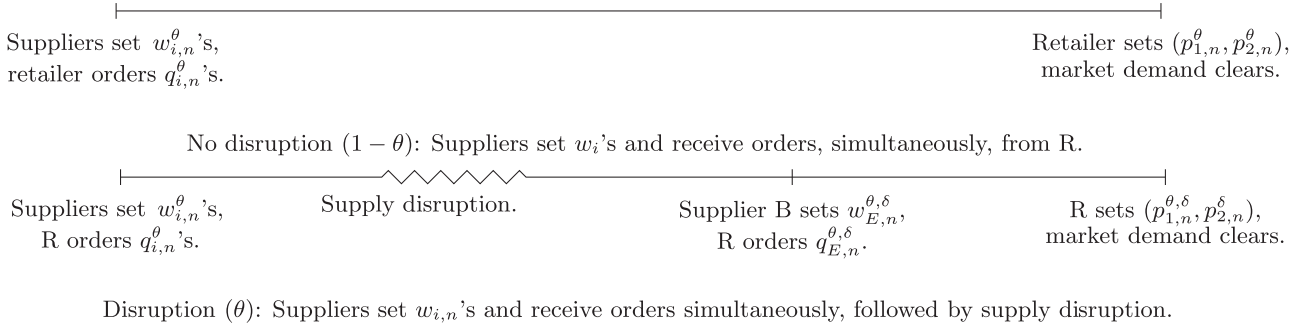 Suppliers set $w_{i,n}^{\theta}$'s,
retailer orders $q_{i,n}^{\theta}$'s.
Retailer sets $(p_{1,n}^{\theta}, p_{2,n}^{\theta})$,
market demand clears.
No disruption $(1 - \theta)$: Suppliers set $w_i$'s and receive orders, simultaneously, from R.
Suppliers set $w_{i,n}^{\theta}$'s,
R orders $q_{i,n}^{\theta}$'s.
Supply disruption.
Supplier B sets $w_{E,n}^{\theta,\delta}$,
R orders $q_{E,n}^{\theta,\delta}$.
R sets $(p_{1,n}^{\theta,\delta}, p_{2,n}^{\delta})$,
market demand clears.
Disruption $(\theta)$: Suppliers set $w_{i,n}$'s and receive orders simultaneously, followed by supply disruption.